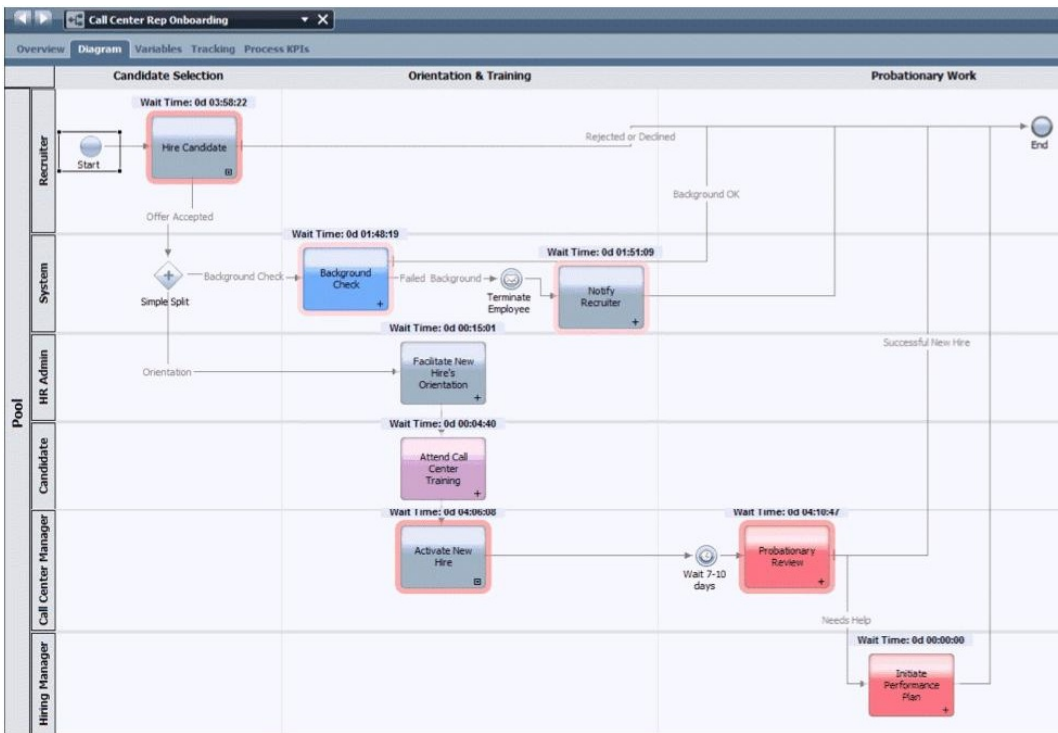 Call Center Rep Onboarding
Overview Diagram Variables Tracking Process KPIs
Candidate Selection
Orientation & Training
Probationary Work
Pool
Recruiter
Wait Time: 0d 03:58:22
Start
Hire Candidate
Rejected or Declined
End
Background OK
Offer Accepted
System
Wait Time: 0d 01:48:19
Wait Time: 0d 01:51:09
Simple Split
Background Check
Background
Check
Failed Background
Terminate
Employee
Notify
Recruiter
HR Admin
Wait Time: 0d 00:15:01
Orientation
Facilitate New
Hire's
Orientation
Successful New Hire
Candidate
Wait Time: 0d 00:04:40
Attend Call
Center
Training
Call Center Manager
Wait Time: 0d 04:06:08
Activate New
Hire
Wait 7-10
days
Wait Time: 0d 04:10:47
Probationary
Review
Needs Help
Hiring Manager
Wait Time: 0d 00:00:00
Initiate
Performance
Plan